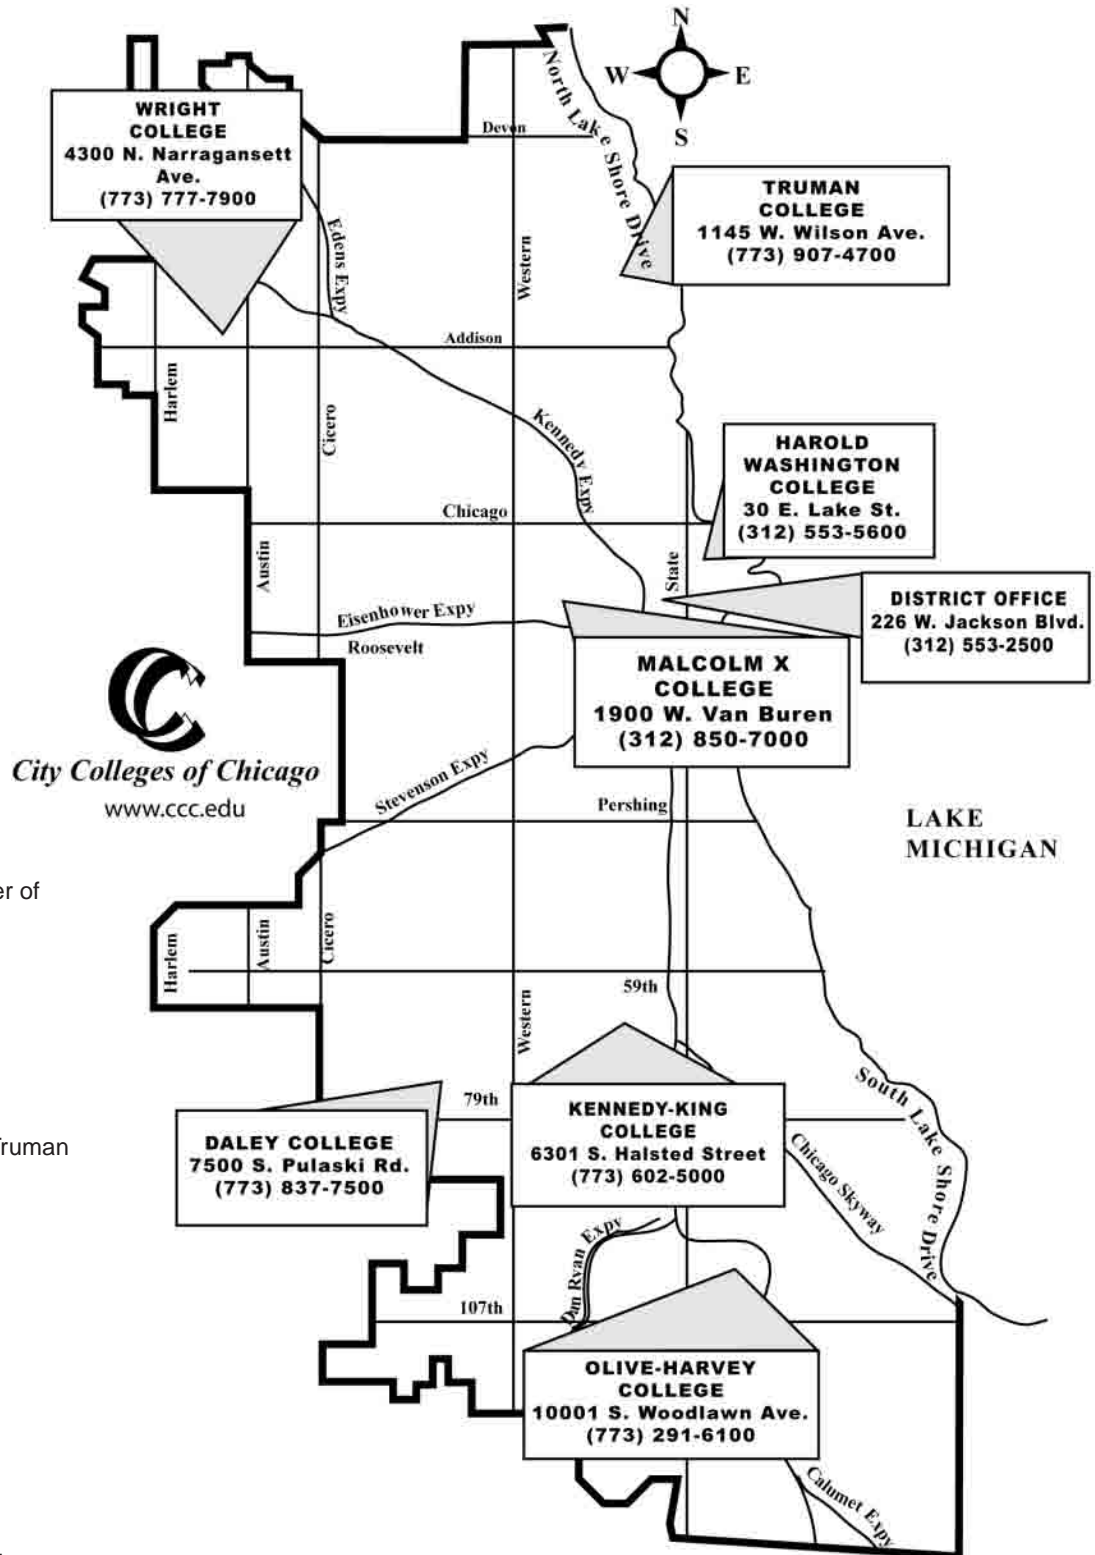 N
W
E
S
WRIGHT
COLLEGE
4300 N. Narragansett
Ave.
(773) 777-7900
Devon
North Lake Shore Drive
TRUMAN
COLLEGE
1145 W. Wilson Ave.
(773) 907-4700
Edens Expy
Western
Addison
Harlem
Cicero
Kennedy Expy
HAROLD
WASHINGTON
COLLEGE
30 E. Lake St.
(312) 553-5600
Chicago
Austin
State
Eisenhower Expy
Roosevelt
DISTRICT OFFICE
226 W. Jackson Blvd.
(312) 553-2500
MALCOLM X
COLLEGE
1900 W. Van Buren
(312) 850-7000
City Colleges of Chicago
www.ccc.edu
Stevenson Expy
Pershing
LAKE
MICHIGAN
er of
Harlem
Austin
Cicero
59th
Western
South Lake Shore Drive
79th
KENNEDY-KING
COLLEGE
6301 S. Halsted Street
(773) 602-5000
Truman
DALEY COLLEGE
7500 S. Pulaski Rd.
(773) 837-7500
Chicago Skyway
Dan Ryan Expy
107th
OLIVE-HARVEY
COLLEGE
10001 S. Woodlawn Ave.
(773) 291-6100
Calumet Expy